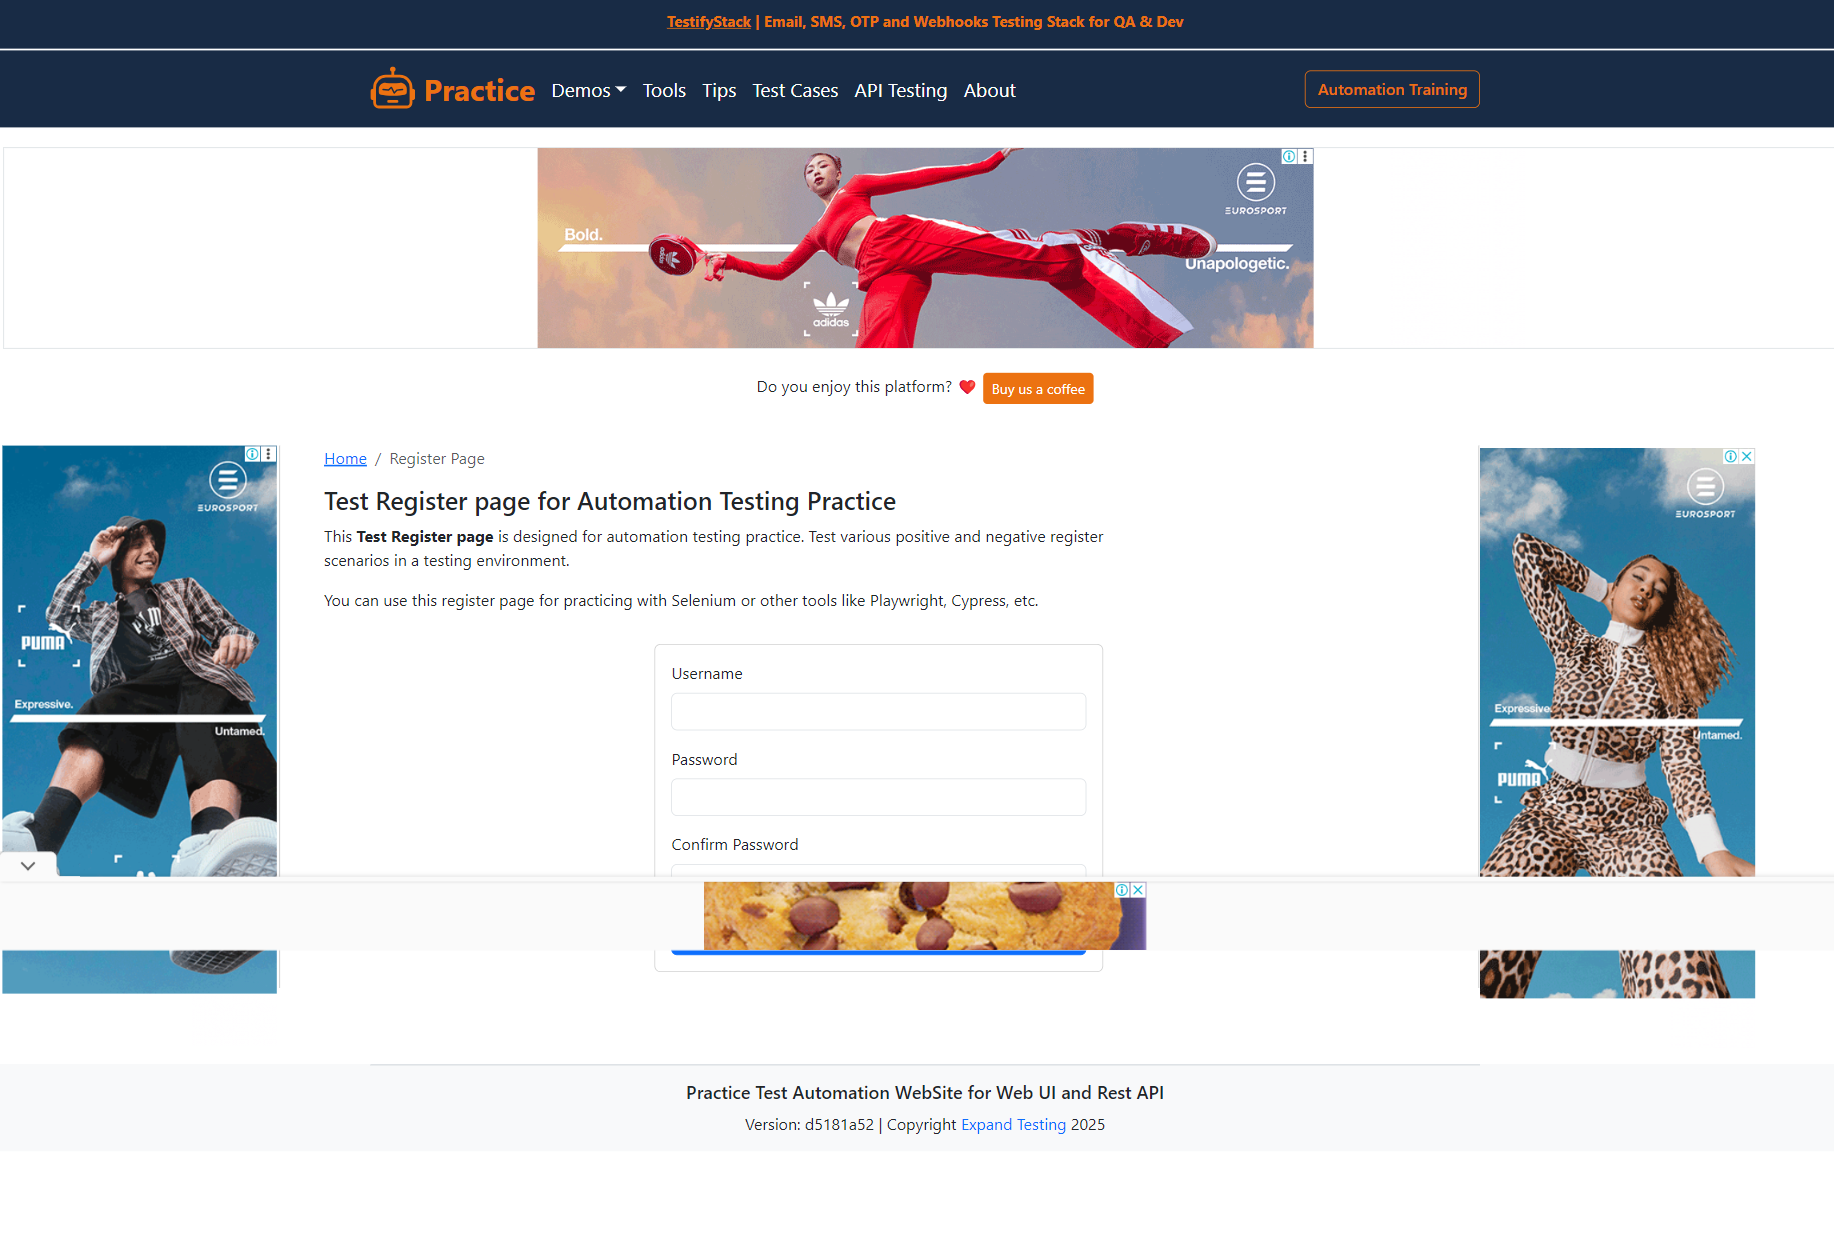 TestifyStack | Email, SMS, OTP and Webhooks Testing Stack for QA & Dev
Practice Demos Tools Tips Test Cases API Testing About Automation Training
Bold.
EUROSPORT
Unapologetic.
adidas
Do you enjoy this platform? ❤️ Buy us a coffee
EUROSPORT
PUMA
Expressive.
Untamed.
Home / Register Page
Test Register page for Automation Testing Practice
This Test Register page is designed for automation testing practice. Test various positive and negative register
scenarios in a testing environment.
You can use this register page for practicing with Selenium or other tools like Playwright, Cypress, etc.
Username
Password
Confirm Password
EUROSPORT
Expressive.
Untamed.
PUMA
Practice Test Automation WebSite for Web UI and Rest API
Version: d5181a52 | Copyright Expand Testing 2025